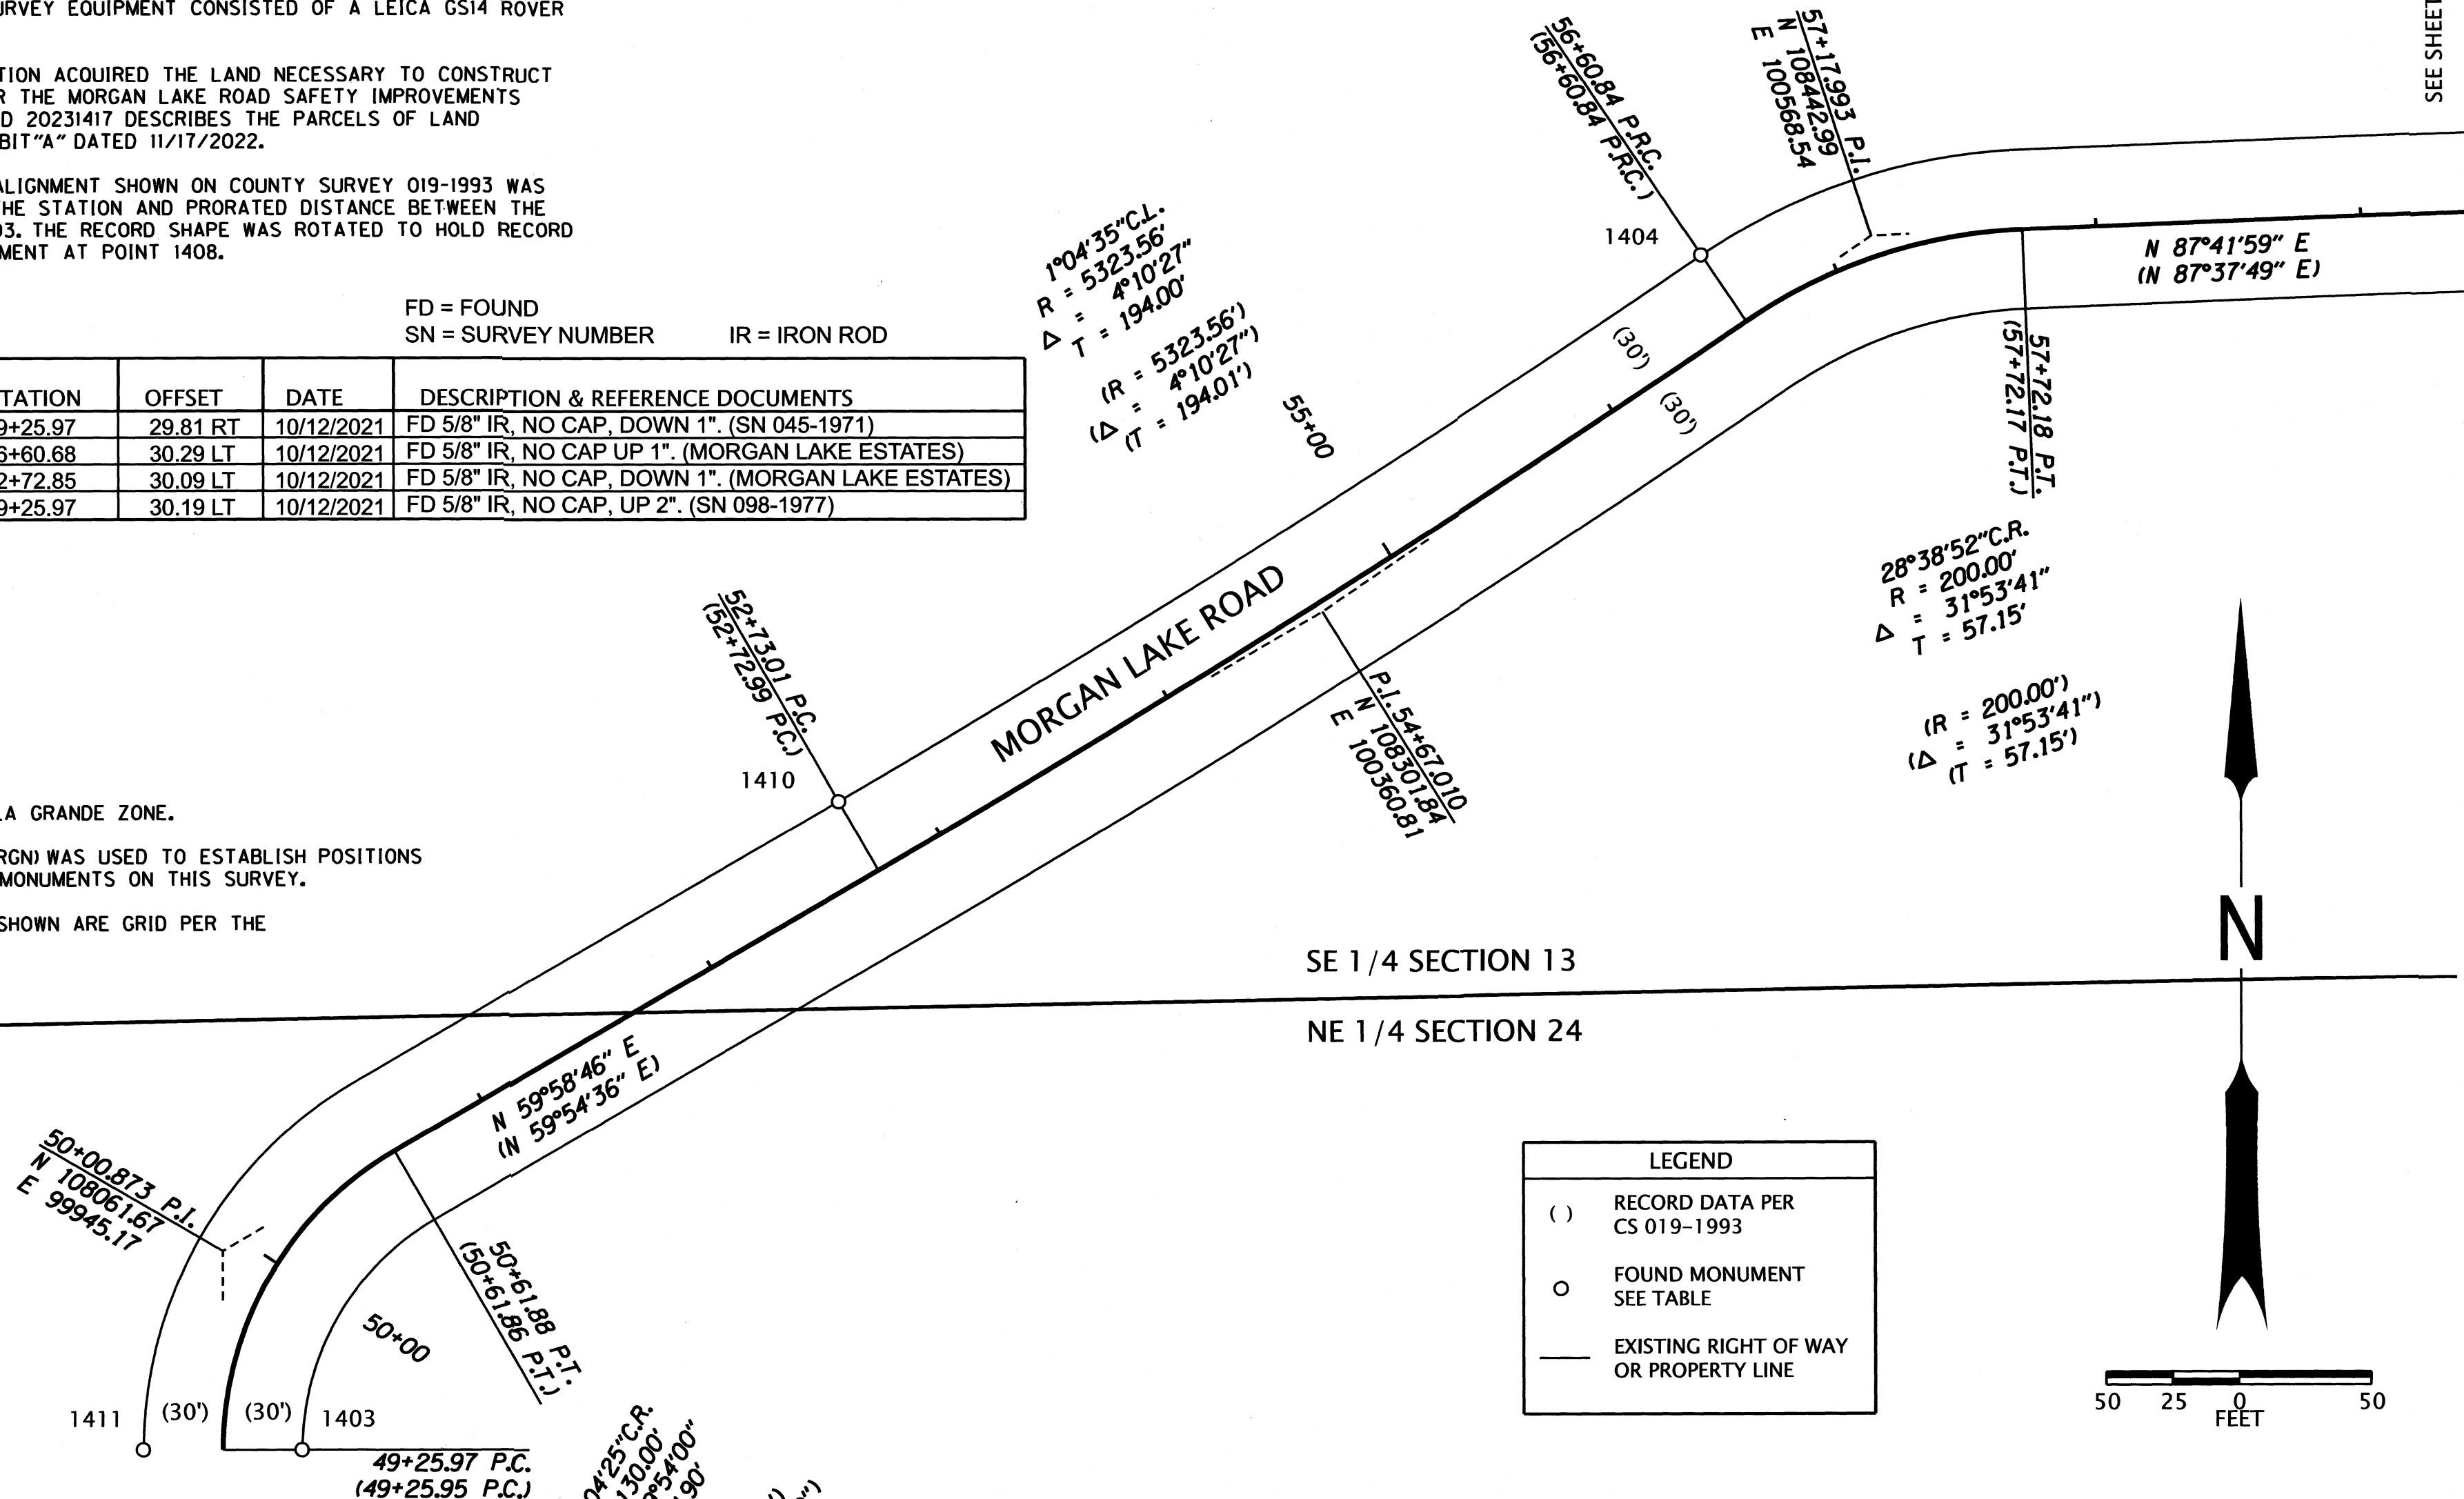 URVEY EQUIPMENT CONSISTED OF A LEICA GS14 ROVER
TION ACQUIRED THE LAND NECESSARY TO CONSTRUCT
R THE MORGAN LAKE ROAD SAFETY IMPROVEMENTS
D 20231417 DESCRIBES THE PARCELS OF LAND
BIT"A" DATED 11/17/2022.
ALIGNMENT SHOWN ON COUNTY SURVEY 019-1993 WAS
HE STATION AND PRORATED DISTANCE BETWEEN THE
03. THE RECORD SHAPE WAS ROTATED TO HOLD RECORD
MENT AT POINT 1408.
FD = FOUND
SN = SURVEY NUMBER IR = IRON ROD
TATION OFFSET DATE DESCRIPTION & REFERENCE DOCUMENTS
9+25.97 29.81 RT 10/12/2021 FD 5/8" IR, NO CAP, DOWN 1". (SN 045-1971)
6+60.68 30.29 LT 10/12/2021 FD 5/8" IR, NO CAP UP 1". (MORGAN LAKE ESTATES)
2+72.85 30.09 LT 10/12/2021 FD 5/8" IR, NO CAP, DOWN 1". (MORGAN LAKE ESTATES)
9+25.97 30.19 LT 10/12/2021 FD 5/8" IR, NO CAP, UP 2". (SN 098-1977)
LA GRANDE ZONE.
RGN) WAS USED TO ESTABLISH POSITIONS
MONUMENTS ON THIS SURVEY.
SHOWN ARE GRID PER THE
1°04'35"C.L.
R = 5323.56'
Δ = 4°10'27"
T = 194.00'
(R = 5323.56')
(Δ = 4°10'27")
(T = 194.01')
55+00
56+60.84 P.R.C.
(56+60.84 P.R.C.)
1404
57+17.993 P.I.
N 108442.99
E 100568.54
SEE SHEET
N 87°41'59" E
(N 87°37'49" E)
57+72.18 P.T.
(57+72.17 P.T.)
(30')
(30')
28°38'52"C.R.
R = 200.00'
Δ = 31°53'41"
T = 57.15'
(R = 200.00')
(Δ = 31°53'41")
(T = 57.15')
52+73.01 P.C.
(52+72.99 P.C.)
1410
MORGAN LAKE ROAD
P.I. 54+67.010
N 108301.84
E 100360.81
SE 1/4 SECTION 13
NE 1/4 SECTION 24
N
N 59°58'46" E
(N 59°54'36" E)
50+00.873 P.I.
N 108061.67
E 99945.17
50+61.88 P.T.
(50+61.86 P.T.)
50+00
1411
(30')
(30')
1403
49+25.97 P.C.
(49+25.95 P.C.)
04'25"C.R.
130.00'
9°54'00"
.90'
LEGEND
( ) RECORD DATA PER
CS 019-1993
FOUND MONUMENT
SEE TABLE
EXISTING RIGHT OF WAY
OR PROPERTY LINE
50 25 0 50
FEET